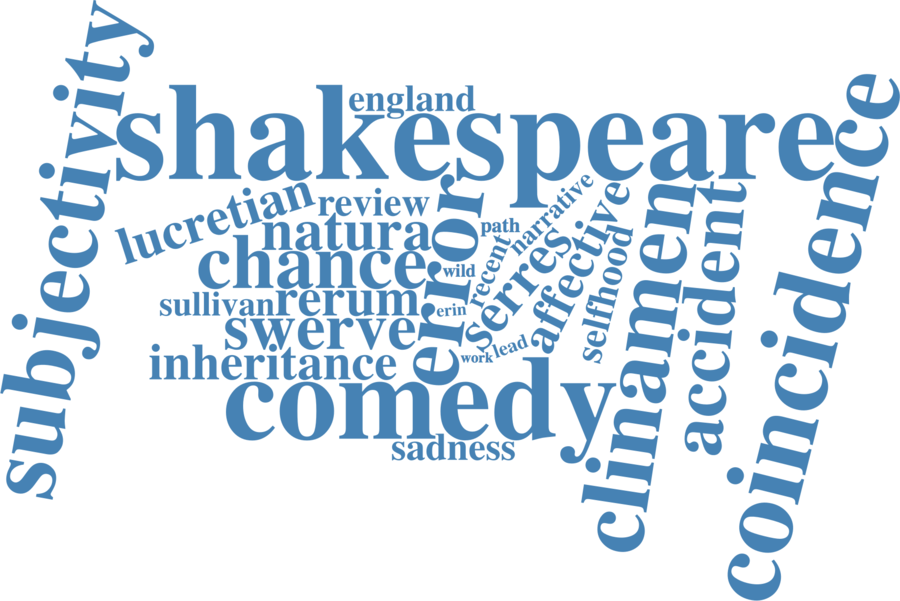 subjectivity
shakespeare
england
coincidence
lucretian
review
narrative
path
natura
error
affective
clinamen
accident
chance
wild
recent
serres
selfhood
sullivan
rerum
erin
swerve
work
lead
inheritance
comedy
sadness